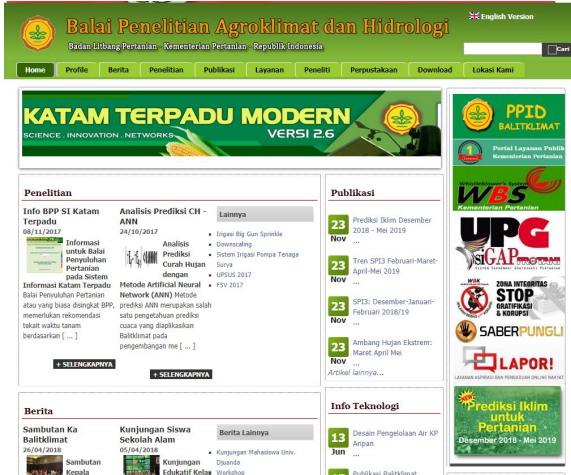 Balai Penelitian Agroklimat dan Hidrologi
Badan Litbang Pertanian - Kementerian Pertanian - Republik Indonesia
English Version
Cari
Home Profile Berita Penelitian Publikasi Layanan Peneliti Perpustakaan Download Lokasi Kami
KATAM TERPADU MODERN
SCIENCE . INNOVATION . NETWORKS
VERSI 2.6
Penelitian
Info BPP SI Katam
Terpadu
08/11/2017
Informasi
untuk Balai
Penyuluhan
Pertanian
pada Sistem
Informasi Katam Terpadu
Balai Penyuluhan Pertanian
atau yang biasa disingkat BPP,
memerlukan rekomendasi
tekait waktu tanam
berdasarkan [ ... ]
+ SELENGKAPNYA
Analisis Prediksi CH -
ANN
24/10/2017
Analisis
Prediksi
Curah Hujan
dengan
Metode Artificial Neural
Network (ANN) Metode
prediksi ANN merupakan salah
satu pengetahuan prediksi
cuaca yang diaplikasikan
Balitklimat pada
pengembangan me [ ... ]
+ SELENGKAPNYA
Lainnya
Irigasi Big Gun Sprinkle
Downscaling
Sistem Irigasi Pompa Tenaga
Surya
UPSUS 2017
FSV 2017
Publikasi
23
Nov
Prediksi Iklim Desember
2018 - Mei 2019
...
23
Nov
Tren SPI3 Februari-Maret-
April-Mei 2019
...
23
Nov
SPI3: Desember-Januari-
Februari 2018/19
...
23
Nov
Ambang Hujan Ekstrem:
Maret April Mei
...
Artikel lainnya...
Berita
Sambutan Ka
Balitklimat
26/04/2018
Sambutan
Kepala
Kunjungan Siswa
Sekolah Alam
05/04/2018
Kunjungan
Edukatif Kelas
Berita Lainnya
Kunjungan Mahasiswa Univ.
Djuanda
Workshop
Info Teknologi
13
Jun
Desain Pengelolaan Air KP
Aripan
...
Publikasi Balitklimat
PPID
BALITKLIMAT
1
Portal Layanan Publik
Kementerian Pertanian
Whistleblower's System
WBS
Kementerian Pertanian
UPG
siGAP PROTANI
WBK
ZONA INTEGRITAS
STOP
GRATIFIKASI
& KORUPSI
SABERPUNGLI
LAPOR!
LAYANAN ASPIRASI DAN PENGADUAN ONLINE RAKYAT
NEW
Prediksi Iklim
untuk
Pertanian
Desember 2018 - Mei 2019